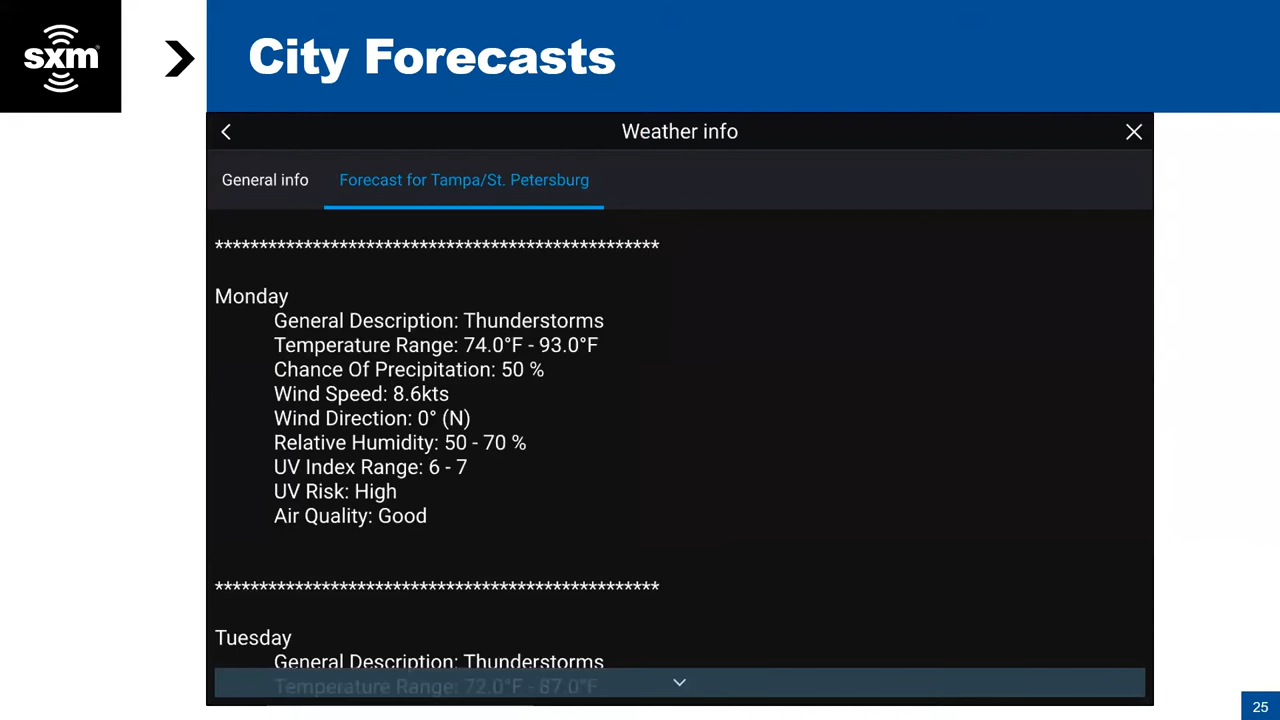 sxm
City Forecasts
Weather info
General info
Forecast for Tampa/St. Petersburg
*************************************************
Monday
General Description: Thunderstorms
Temperature Range: 74.0°F - 93.0°F
Chance Of Precipitation: 50 %
Wind Speed: 8.6kts
Wind Direction: 0° (N)
Relative Humidity: 50 - 70 %
UV Index Range: 6 - 7
UV Risk: High
Air Quality: Good
*************************************************
Tuesday
General Description: Thunderstorms
Temperature Range: 72.0°F - 87.0°F
25